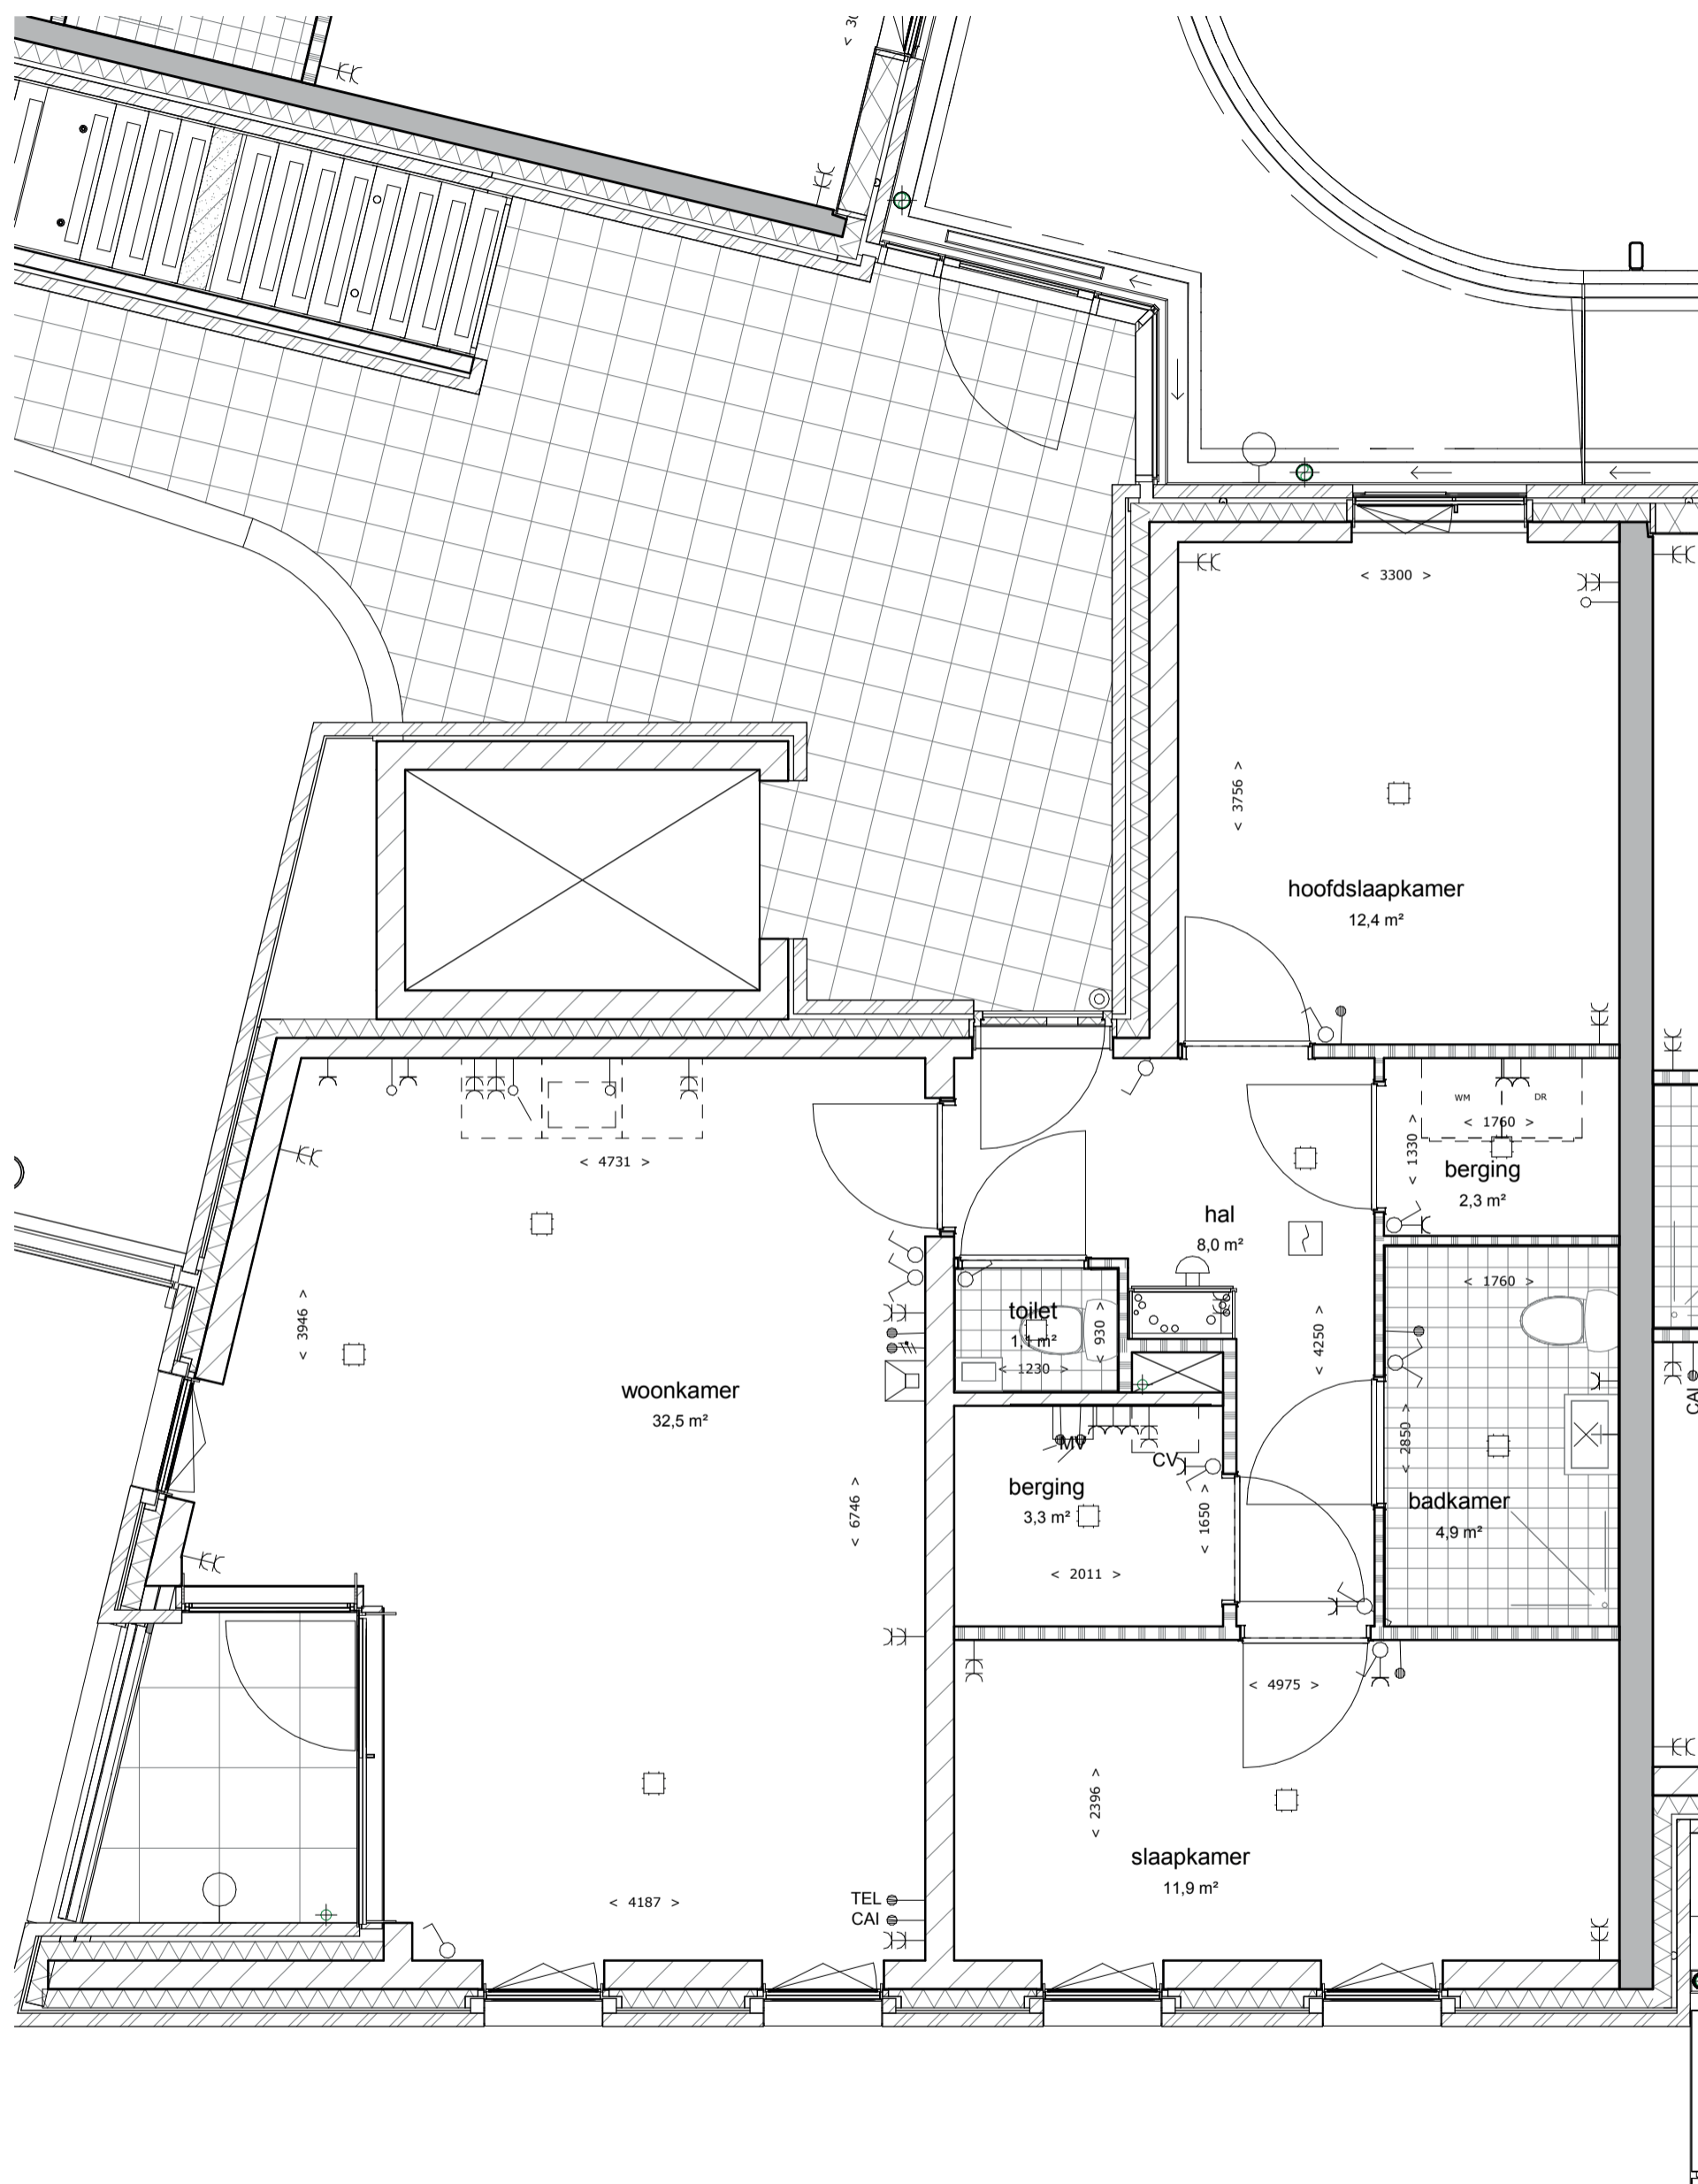 < 3300 >
< 3756 >
hoofdslaapkamer
12,4 m²
WM
DR
< 1760 >
< 1330 >
berging
2,3 m²
< 4731 >
hal
8,0 m²
< 1760 >
< 3946 >
toilet
1,1 m²
< 930 >
< 1230 >
< 4250 >
woonkamer
32,5 m²
CAI
< 2850 >
MV
CV
berging
3,3 m²
< 6746 >
< 1650 >
badkamer
4,9 m²
< 2011 >
< 4975 >
< 2396 >
slaapkamer
11,9 m²
TEL
CAI
< 4187 >